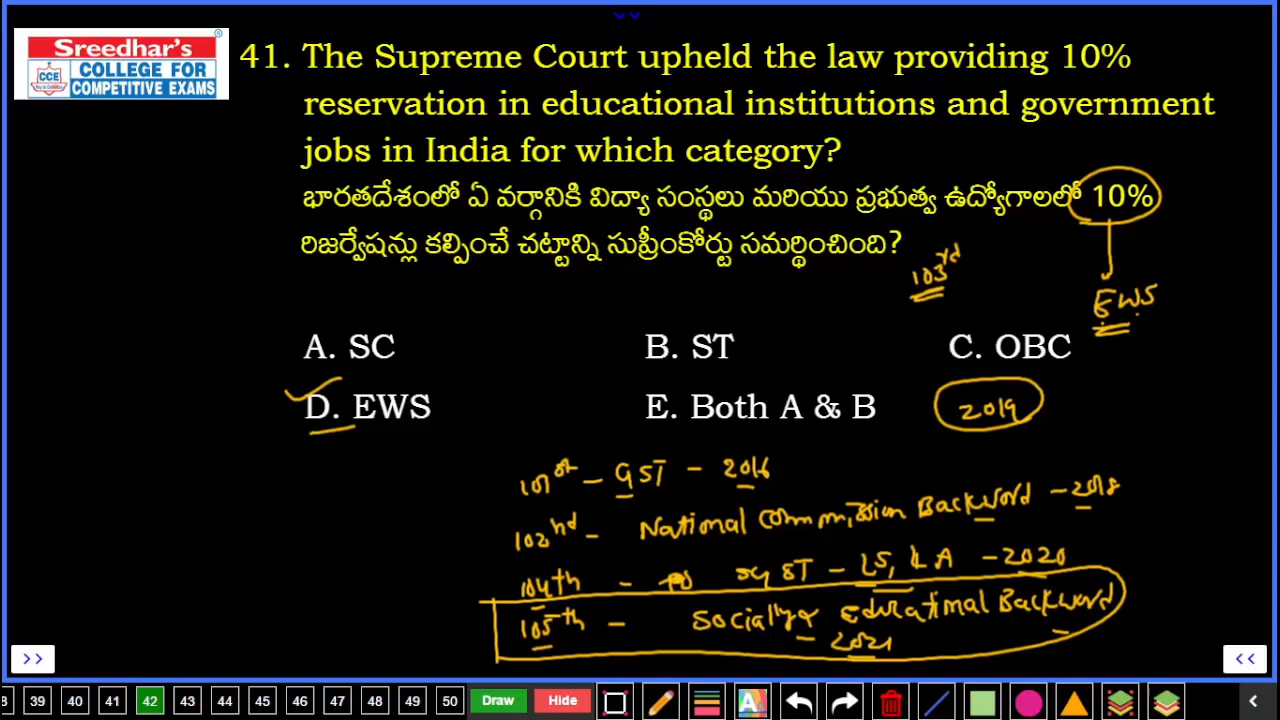 Sreedhar's
CCE
COLLEGE FOR
COMPETITIVE EXAMS
41. The Supreme Court upheld the law providing 10%
reservation in educational institutions and government
jobs in India for which category?
భారతదేశంలో ఏ వర్గానికి విద్యా సంస్థలు మరియు ప్రభుత్వ ఉద్యోగాలలో 10%
రిజర్వేషన్లు కల్పించే చట్టాన్ని సుప్రీంకోర్టు సమర్థించింది?
103rd
EWS
A. SC B. ST C. OBC
D. EWS E. Both A & B 2019
101st - GST - 2016
102nd - National Commission Backword - 2018
104th - SC ST - LS, LA - 2020
105th - Socially & Educational Backword
2021
>> <<
39 40 41 42 43 44 45 46 47 48 49 50 Draw Hide